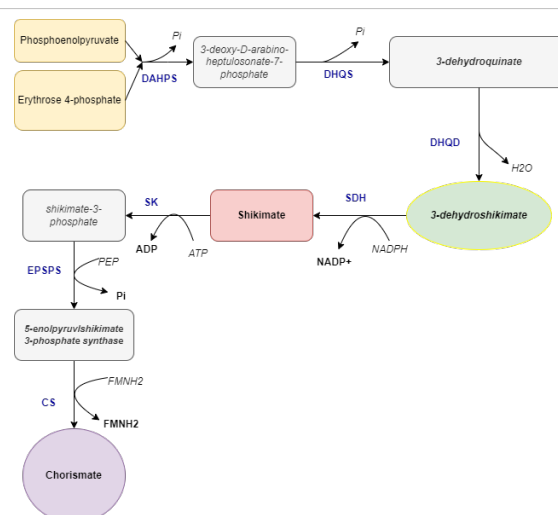 Phosphoenolpyruvate
Erythrose 4-phosphate
DAHPS
Pi
3-deoxy-D-arabino-
heptulosonate-7-
phosphate
DHQS
Pi
3-dehydroquinate
DHQD
H2O
3-dehydroshikimate
SDH
NADPH
NADP+
Shikimate
SK
ATP
ADP
shikimate-3-
phosphate
EPSPS
PEP
Pi
5-enolpyruvlshikimate
3-phosphate synthase
CS
FMNH2
FMNH2
Chorismate